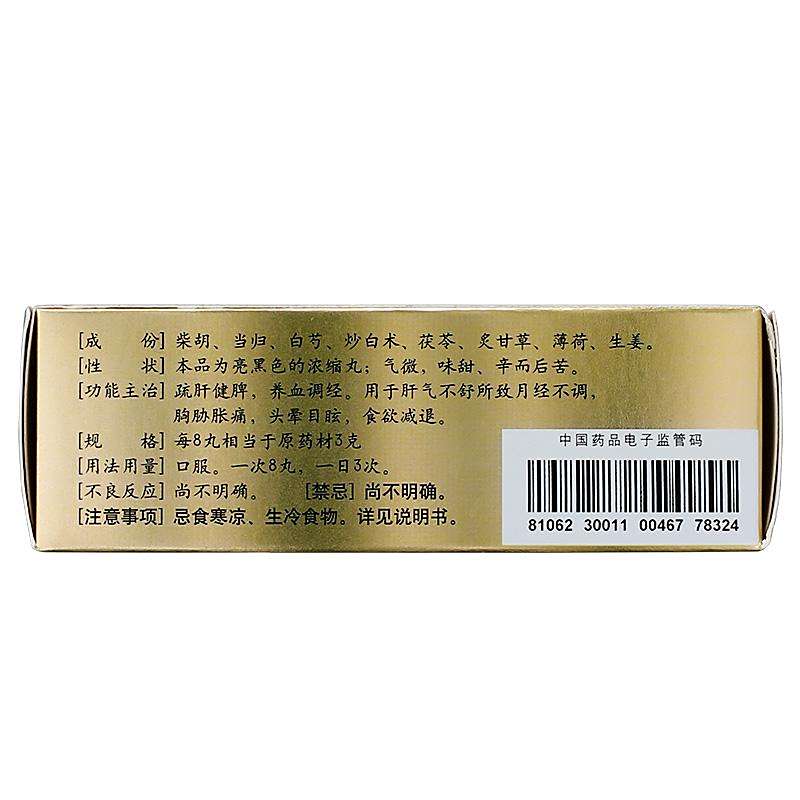 [成　份] 柴胡、当归、白芍、炒白术、茯苓、炙甘草、薄荷、生姜。
[性　状] 本品为亮黑色的浓缩丸；气微，味甜、辛而后苦。
[功能主治] 疏肝健脾，养血调经。用于肝气不舒所致月经不调，
胸胁胀痛，头晕目眩，食欲减退。
[规　格] 每8丸相当于原药材3克
[用法用量] 口服。一次8丸，一日3次。
[不良反应] 尚不明确。 [禁忌] 尚不明确。
[注意事项] 忌食寒凉、生冷食物。详见说明书。
中国药品电子监管码
81062 30011 00467 78324